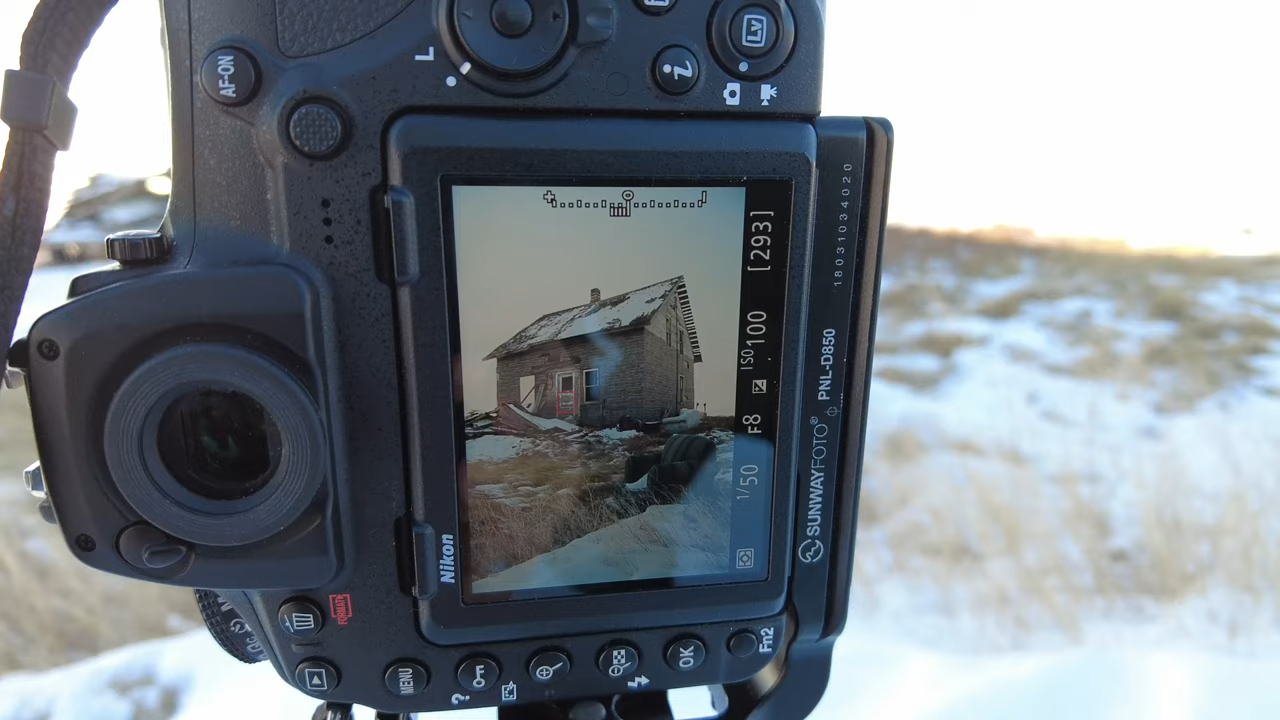 AF-ON
L
i
Lv
18031034020
PNL-D850
SUNWAYFOTO®
[293]
ISO 100
F8
1/50
Nikon
FORMAT
MENU
?
OK
Fn2